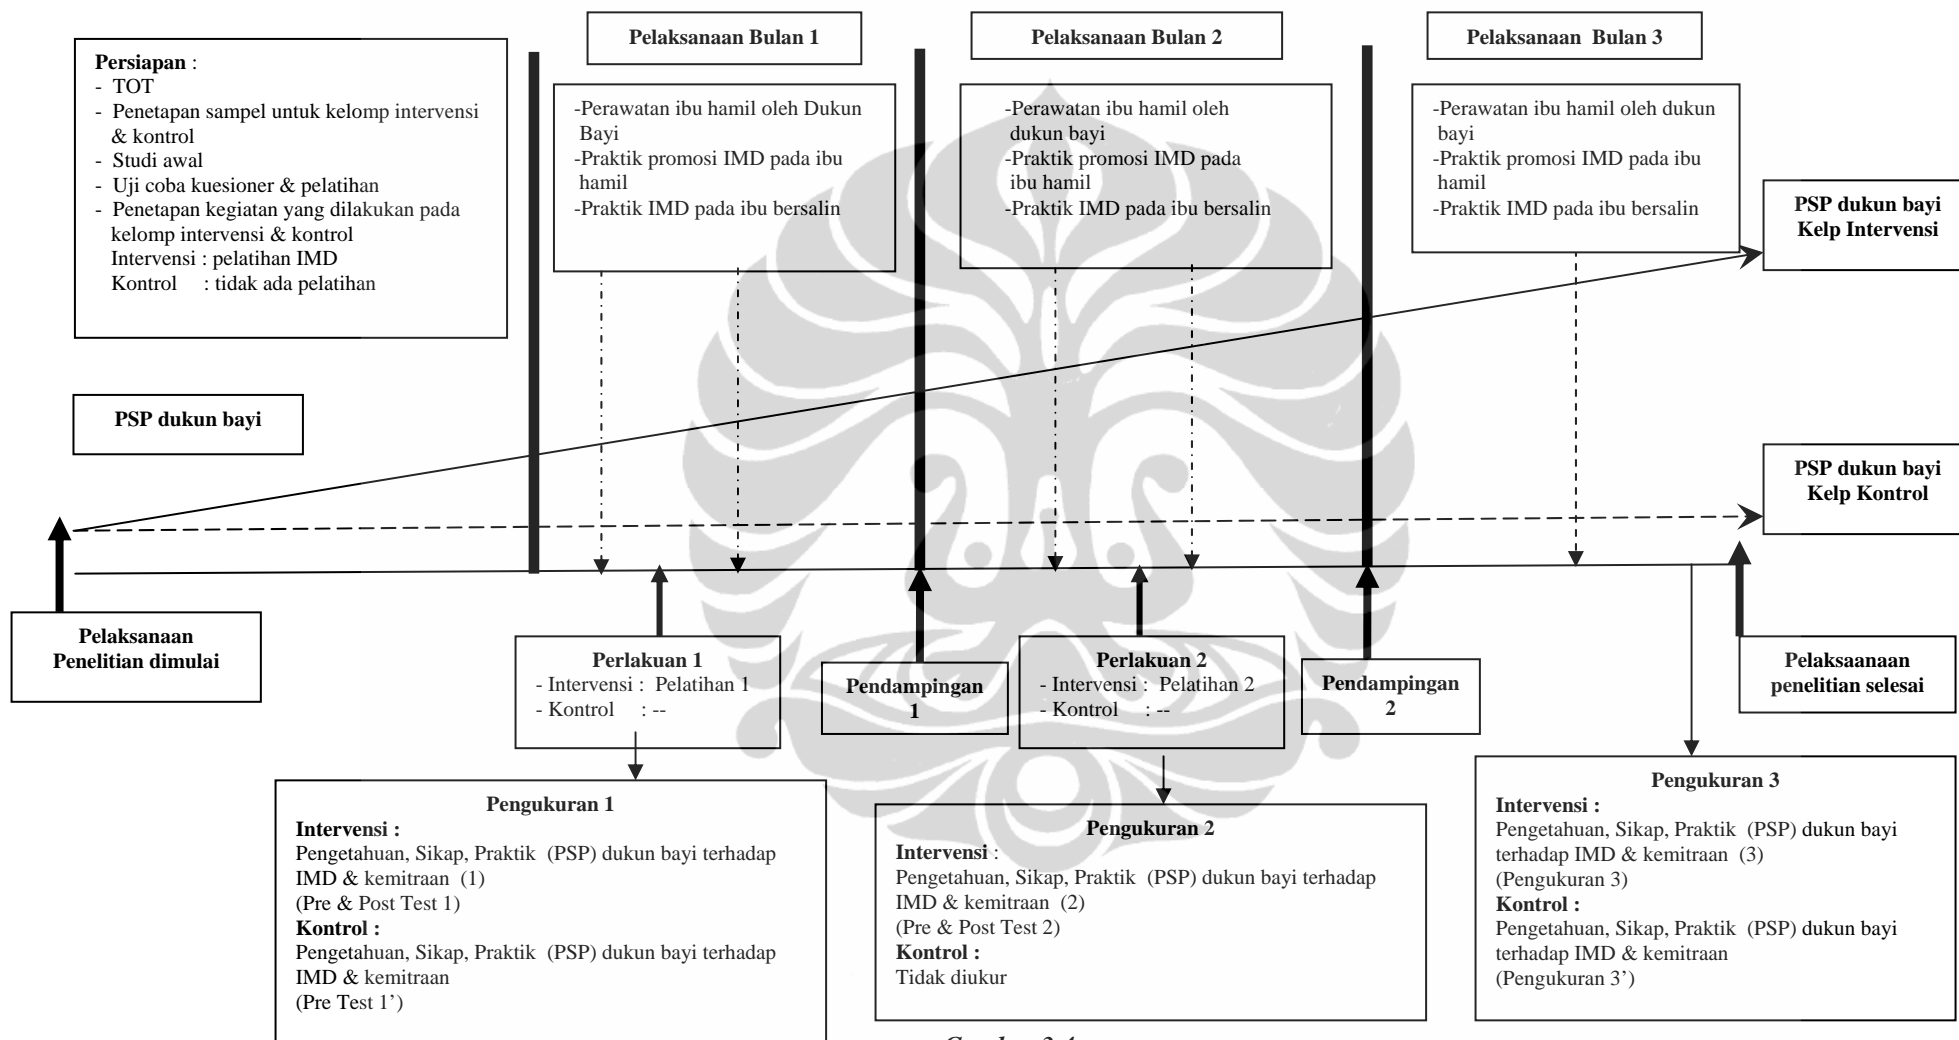 Persiapan :
- TOT
- Penetapan sampel untuk kelomp intervensi
& kontrol
- Studi awal
- Uji coba kuesioner & pelatihan
- Penetapan kegiatan yang dilakukan pada
kelomp intervensi & kontrol
Intervensi : pelatihan IMD
Kontrol : tidak ada pelatihan
Pelaksanaan Bulan 1
-Perawatan ibu hamil oleh Dukun
Bayi
-Praktik promosi IMD pada ibu
hamil
-Praktik IMD pada ibu bersalin
Pelaksanaan Bulan 2
-Perawatan ibu hamil oleh
dukun bayi
-Praktik promosi IMD pada
ibu hamil
-Praktik IMD pada ibu bersalin
Pelaksanaan Bulan 3
-Perawatan ibu hamil oleh dukun
bayi
-Praktik promosi IMD pada ibu
hamil
-Praktik IMD pada ibu bersalin
PSP dukun bayi
Kelp Intervensi
PSP dukun bayi
PSP dukun bayi
Kelp Kontrol
Pelaksanaan
Penelitian dimulai
Perlakuan 1
- Intervensi : Pelatihan 1
- Kontrol : --
Pendampingan
1
Perlakuan 2
- Intervensi : Pelatihan 2
- Kontrol : --
Pendampingan
2
Pelaksaanaan
penelitian selesai
Pengukuran 1
Intervensi :
Pengetahuan, Sikap, Praktik (PSP) dukun bayi terhadap
IMD & kemitraan (1)
(Pre & Post Test 1)
Kontrol :
Pengetahuan, Sikap, Praktik (PSP) dukun bayi terhadap
IMD & kemitraan
(Pre Test 1’)
Pengukuran 2
Intervensi :
Pengetahuan, Sikap, Praktik (PSP) dukun bayi terhadap
IMD & kemitraan (2)
(Pre & Post Test 2)
Kontrol :
Tidak diukur
Pengukuran 3
Intervensi :
Pengetahuan, Sikap, Praktik (PSP) dukun bayi
terhadap IMD & kemitraan (3)
(Pengukuran 3)
Kontrol :
Pengetahuan, Sikap, Praktik (PSP) dukun bayi
terhadap IMD & kemitraan
(Pengukuran 3’)